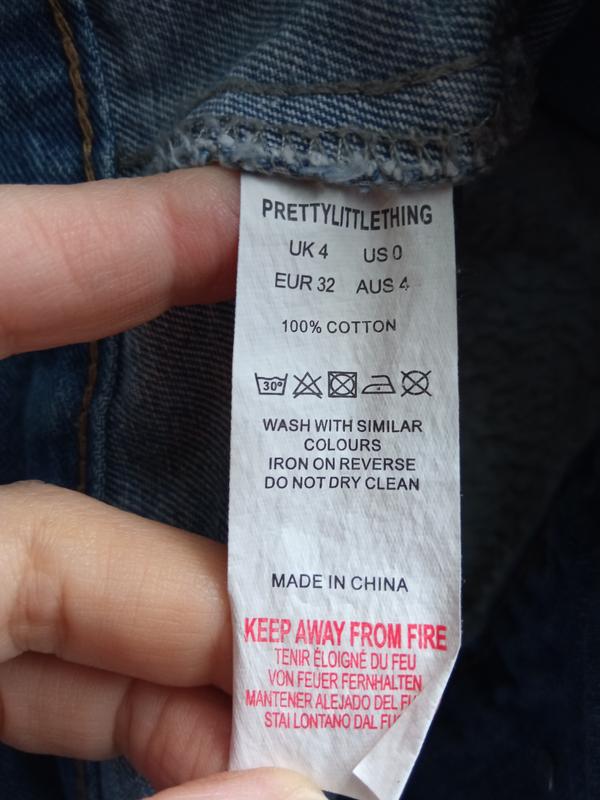 PRETTYLITTLETHING
UK 4 US 0
EUR 32 AUS 4
100% COTTON
30°
WASH WITH SIMILAR
COLOURS
IRON ON REVERSE
DO NOT DRY CLEAN
MADE IN CHINA
KEEP AWAY FROM FIRE
TENIR ÉLOIGNÉ DU FEU
VON FEUER FERNHALTEN
MANTENER ALEJADO DEL
STAI LONTANO DAL